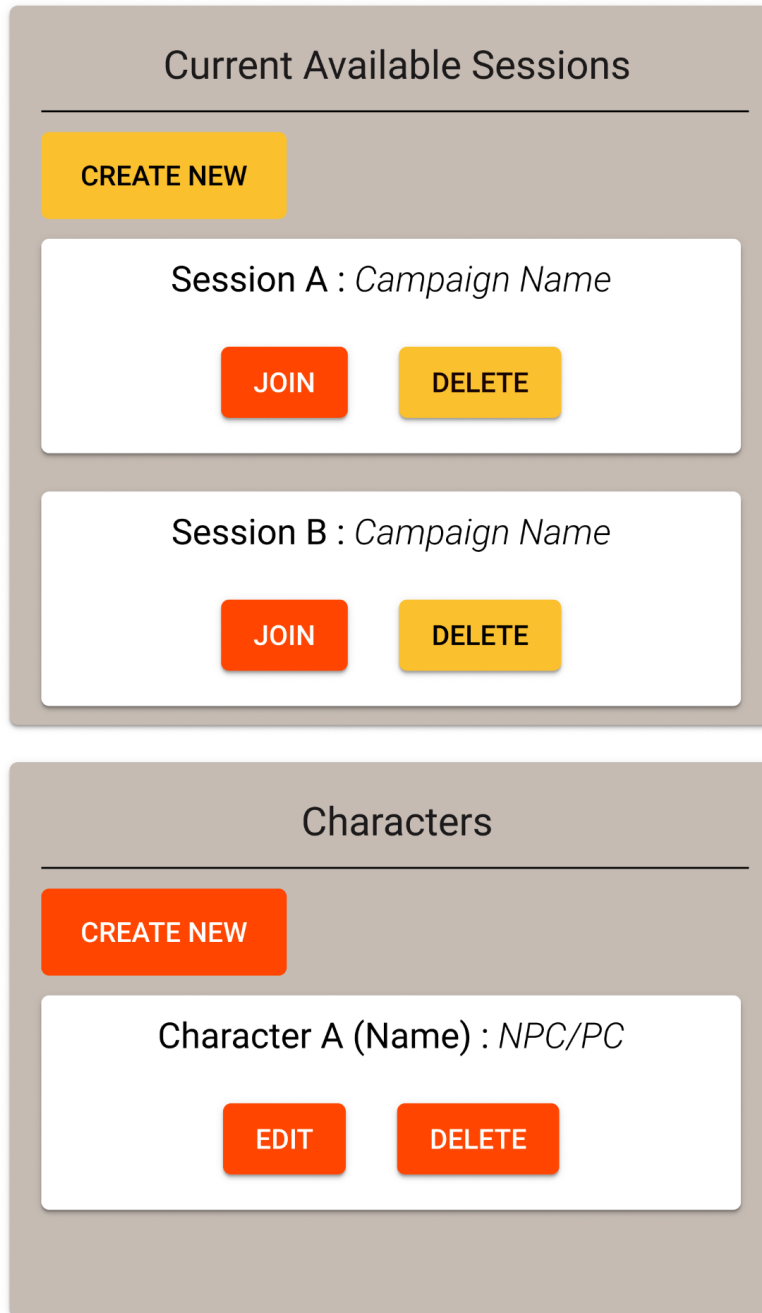 Current Available Sessions
CREATE NEW
Session A : Campaign Name
JOIN DELETE
Session B : Campaign Name
JOIN DELETE
Characters
CREATE NEW
Character A (Name) : NPC/PC
EDIT DELETE